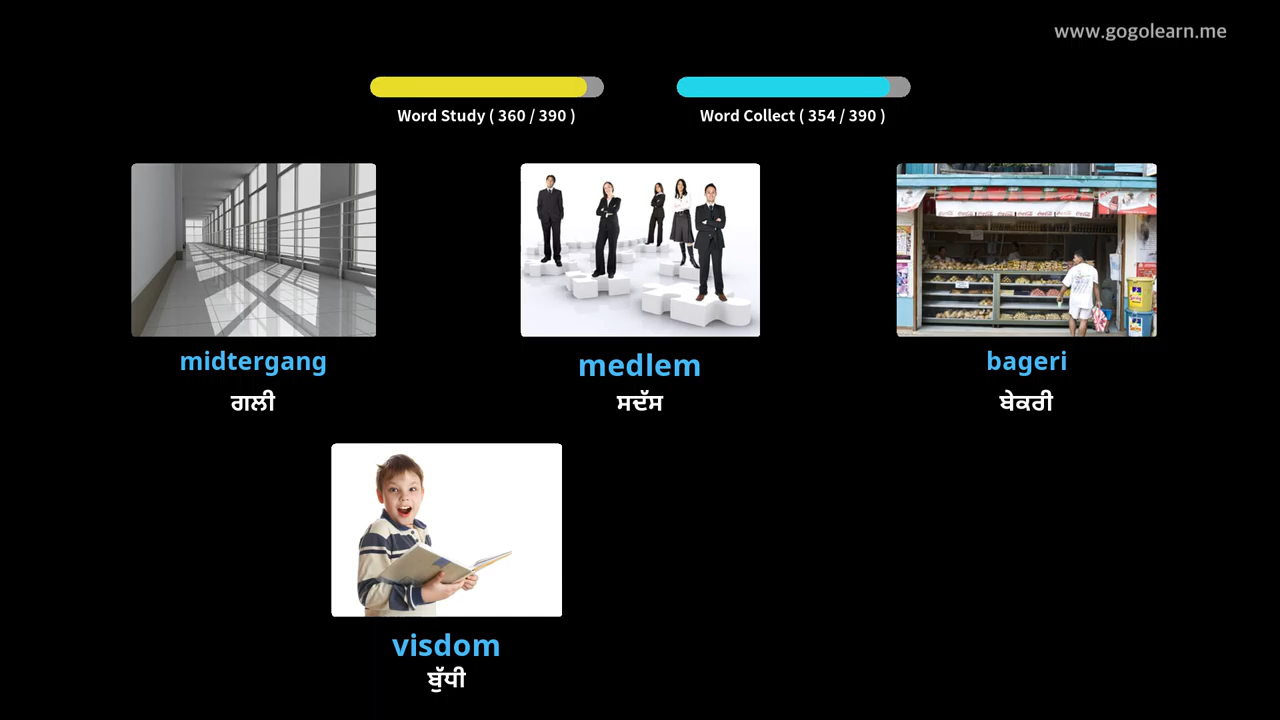 www.gogolearn.me
Word Study ( 360 / 390 )
Word Collect ( 354 / 390 )
midtergang
ਗਲੀ
medlem
ਸਦੱਸ
bageri
ਬੇਕਰੀ
visdom
ਬੁੱਧੀ